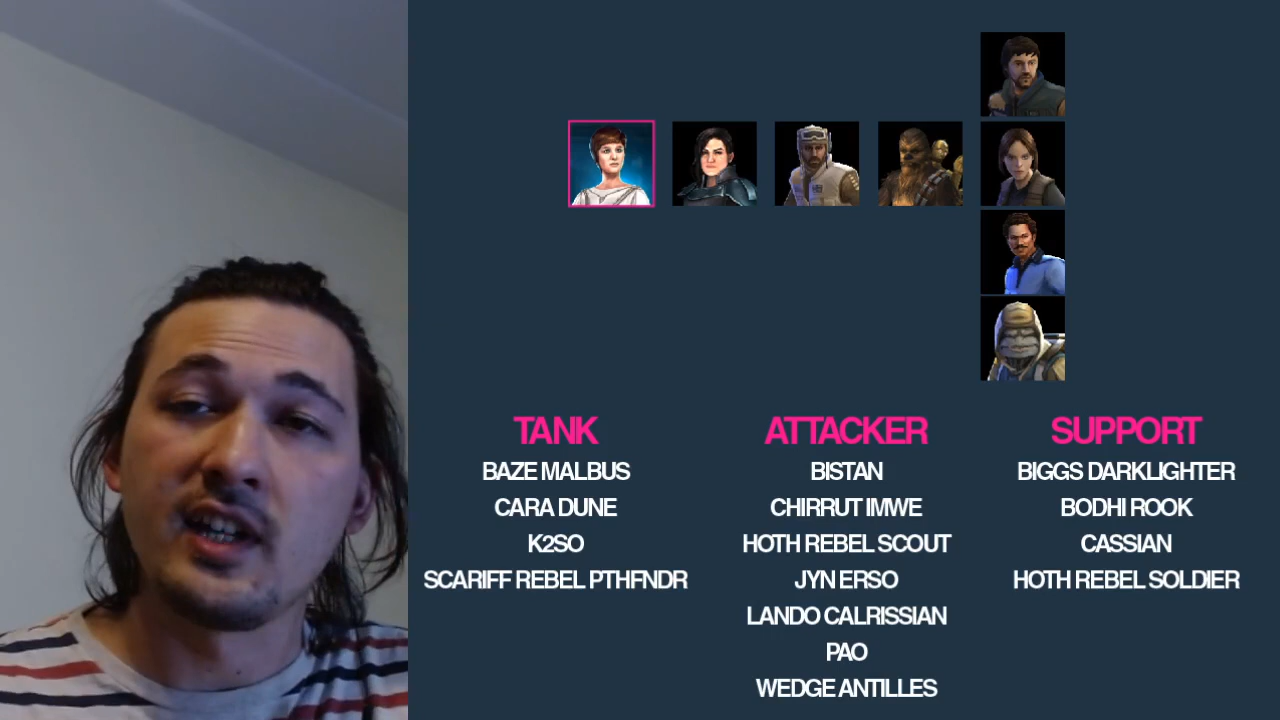 TANK
BAZE MALBUS
CARA DUNE
K2SO
SCARIFF REBEL PTHFNDR
ATTACKER
BISTAN
CHIRRUT IMWE
HOTH REBEL SCOUT
JYN ERSO
LANDO CALRISSIAN
PAO
WEDGE ANTILLES
SUPPORT
BIGGS DARKLIGHTER
BODHI ROOK
CASSIAN
HOTH REBEL SOLDIER